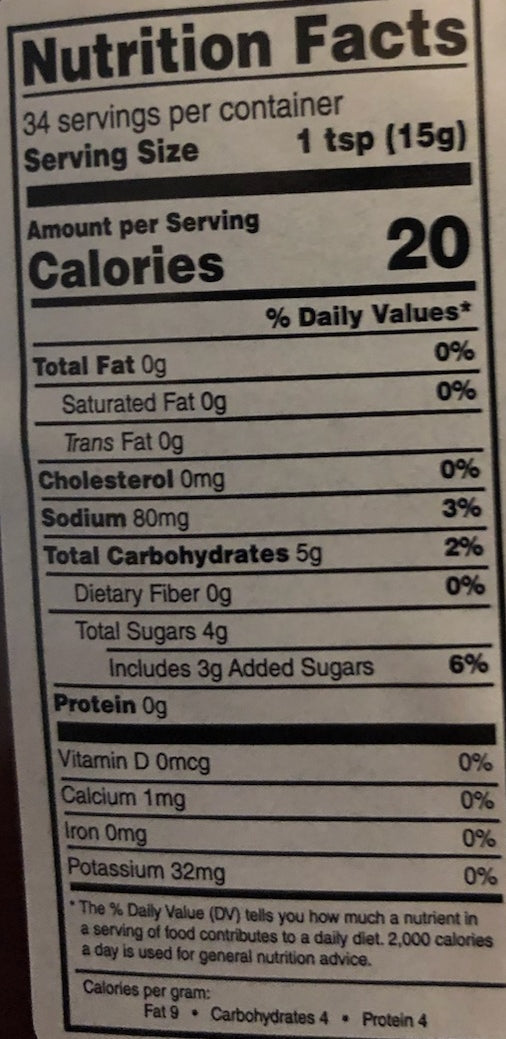 Nutrition Facts
34 servings per container
Serving Size 1 tsp (15g)
Amount per Serving
Calories 20
% Daily Values*
Total Fat 0g 0%
Saturated Fat 0g 0%
Trans Fat 0g
Cholesterol 0mg 0%
Sodium 80mg 3%
Total Carbohydrates 5g 2%
Dietary Fiber 0g 0%
Total Sugars 4g
Includes 3g Added Sugars 6%
Protein 0g
Vitamin D 0mcg 0%
Calcium 1mg 0%
Iron 0mg 0%
Potassium 32mg 0%
* The % Daily Value (DV) tells you how much a nutrient in
a serving of food contributes to a daily diet. 2,000 calories
a day is used for general nutrition advice.
Calories per gram:
Fat 9 • Carbohydrates 4 • Protein 4